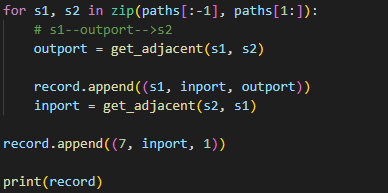 for s1, s2 in zip(paths[:-1], paths[1:]):
    # s1--outport-->s2
    outport = get_adjacent(s1, s2)

    record.append((s1, inport, outport))
    inport = get_adjacent(s2, s1)

record.append((7, inport, 1))

print(record)